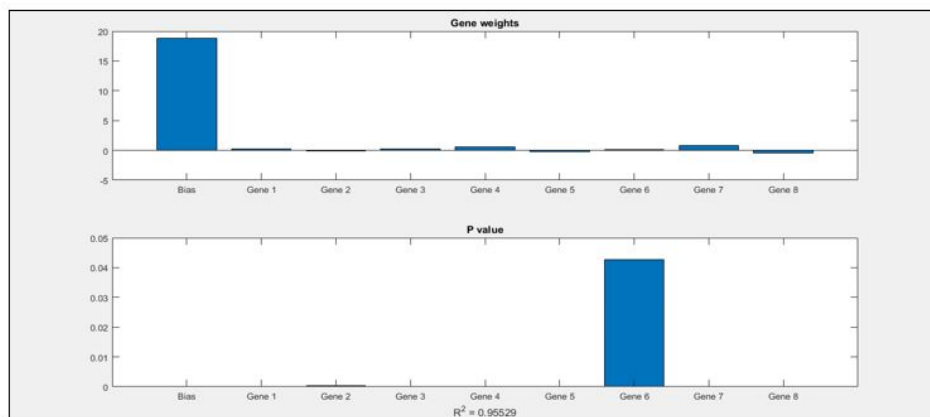 Gene weights
20
15
10
5
0
-5
Bias Gene 1 Gene 2 Gene 3 Gene 4 Gene 5 Gene 6 Gene 7 Gene 8
P value
0.05
0.04
0.03
0.02
0.01
0
Bias Gene 1 Gene 2 Gene 3 Gene 4 Gene 5 Gene 6 Gene 7 Gene 8
R² = 0.95529